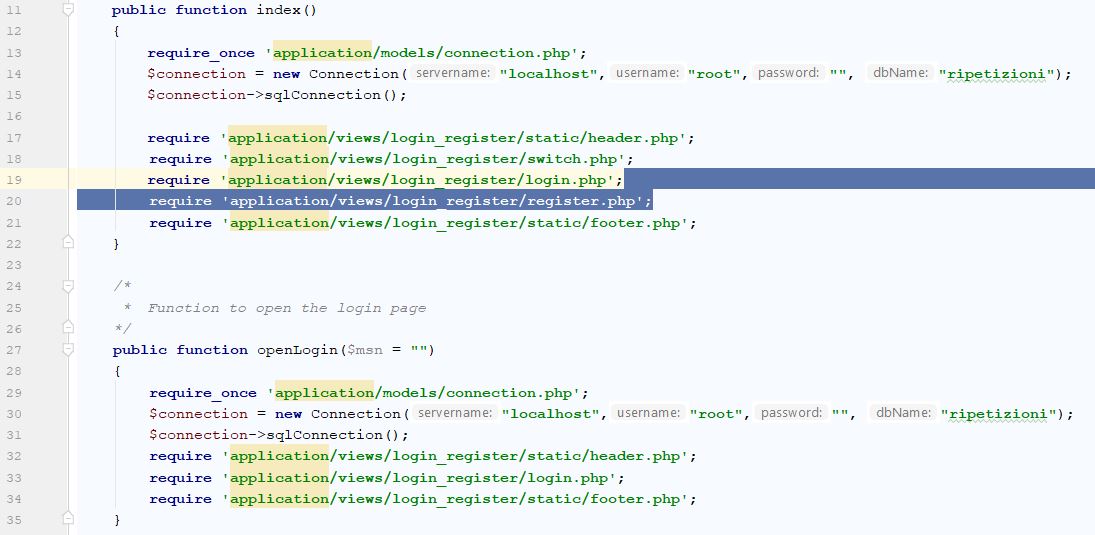 11 public function index()
12 {
13 require_once 'application/models/connection.php';
14 $connection = new Connection( servername: "localhost", username: "root", password: "", dbName: "ripetizioni");
15 $connection->sqlConnection();
16
17 require 'application/views/login_register/static/header.php';
18 require 'application/views/login_register/switch.php';
19 require 'application/views/login_register/login.php';
20 require 'application/views/login_register/register.php';
21 require 'application/views/login_register/static/footer.php';
22 }
23
24 /*
25 * Function to open the login page
26 */
27 public function openLogin($msn = "")
28 {
29 require_once 'application/models/connection.php';
30 $connection = new Connection( servername: "localhost", username: "root", password: "", dbName: "ripetizioni");
31 $connection->sqlConnection();
32 require 'application/views/login_register/static/header.php';
33 require 'application/views/login_register/login.php';
34 require 'application/views/login_register/static/footer.php';
35 }